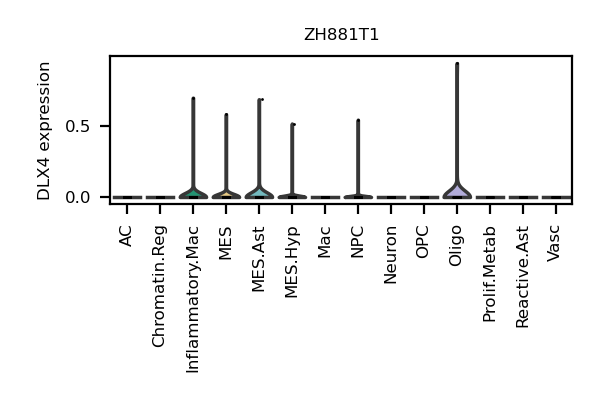 ZH881T1
DLX4 expression
0.5
0.0
AC
Chromatin.Reg
Inflammatory.Mac
MES
MES.Ast
MES.Hyp
Mac
NPC
Neuron
OPC
Oligo
Prolif.Metab
Reactive.Ast
Vasc